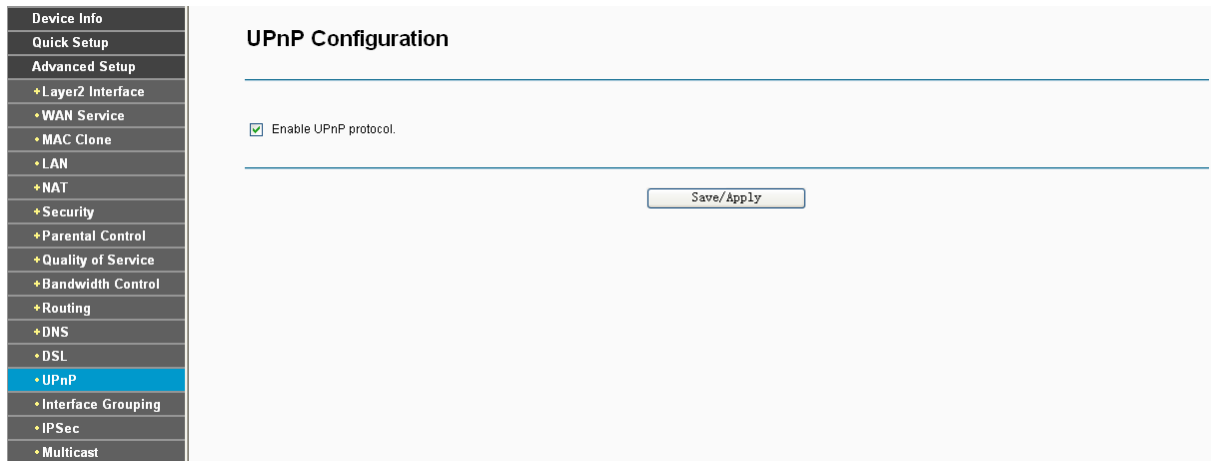 Device Info
Quick Setup
Advanced Setup
+Layer2 Interface
•WAN Service
•MAC Clone
•LAN
+NAT
+Security
+Parental Control
+Quality of Service
+Bandwidth Control
+Routing
+DNS
•DSL
•UPnP
•Interface Grouping
•IPSec
•Multicast
UPnP Configuration
Enable UPnP protocol.
Save/Apply